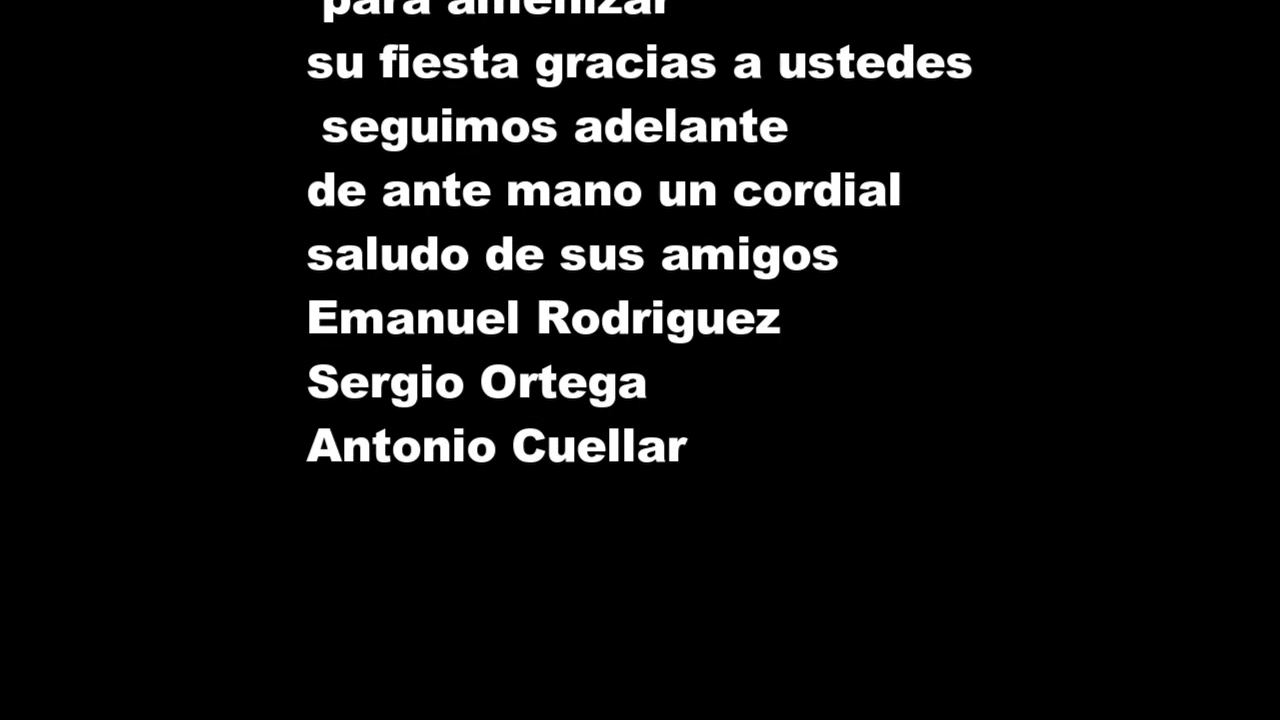 para amenizar
su fiesta gracias a ustedes
seguimos adelante
de ante mano un cordial
saludo de sus amigos
Emanuel Rodriguez
Sergio Ortega
Antonio Cuellar